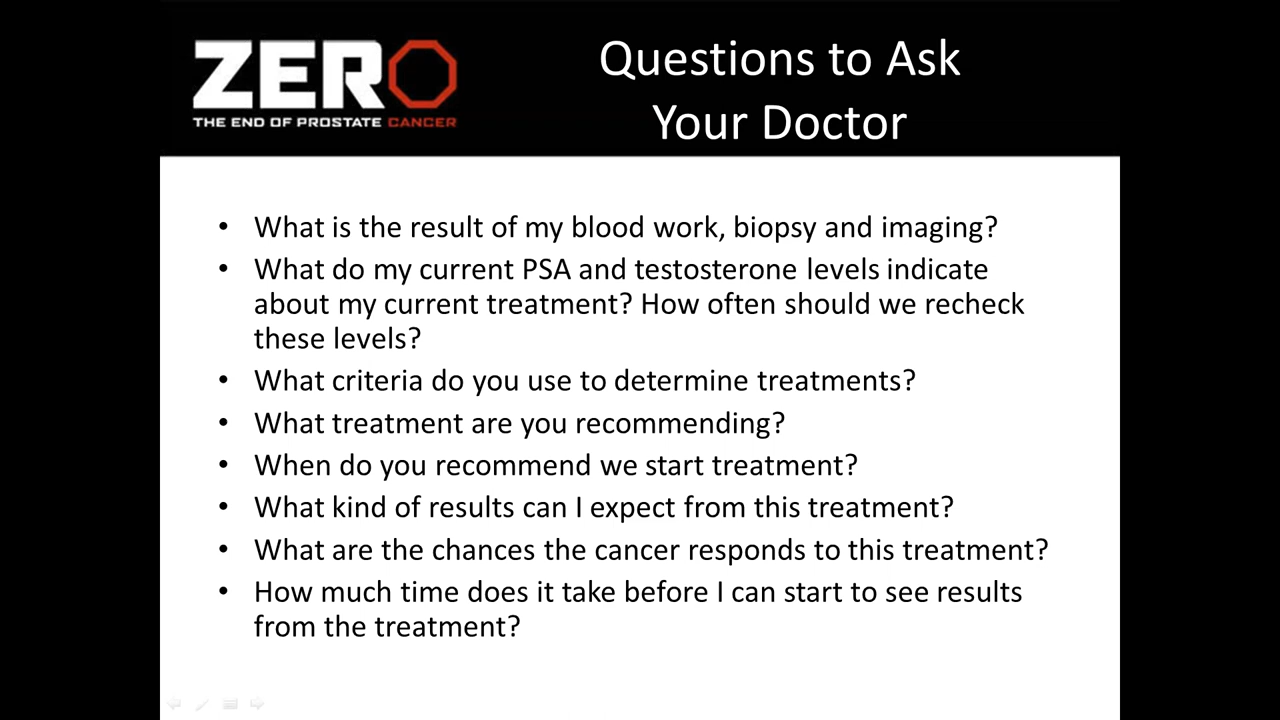 ZERO
THE END OF PROSTATE CANCER
Questions to Ask
Your Doctor
• What is the result of my blood work, biopsy and imaging?
• What do my current PSA and testosterone levels indicate
about my current treatment? How often should we recheck
these levels?
• What criteria do you use to determine treatments?
• What treatment are you recommending?
• When do you recommend we start treatment?
• What kind of results can I expect from this treatment?
• What are the chances the cancer responds to this treatment?
• How much time does it take before I can start to see results
from the treatment?